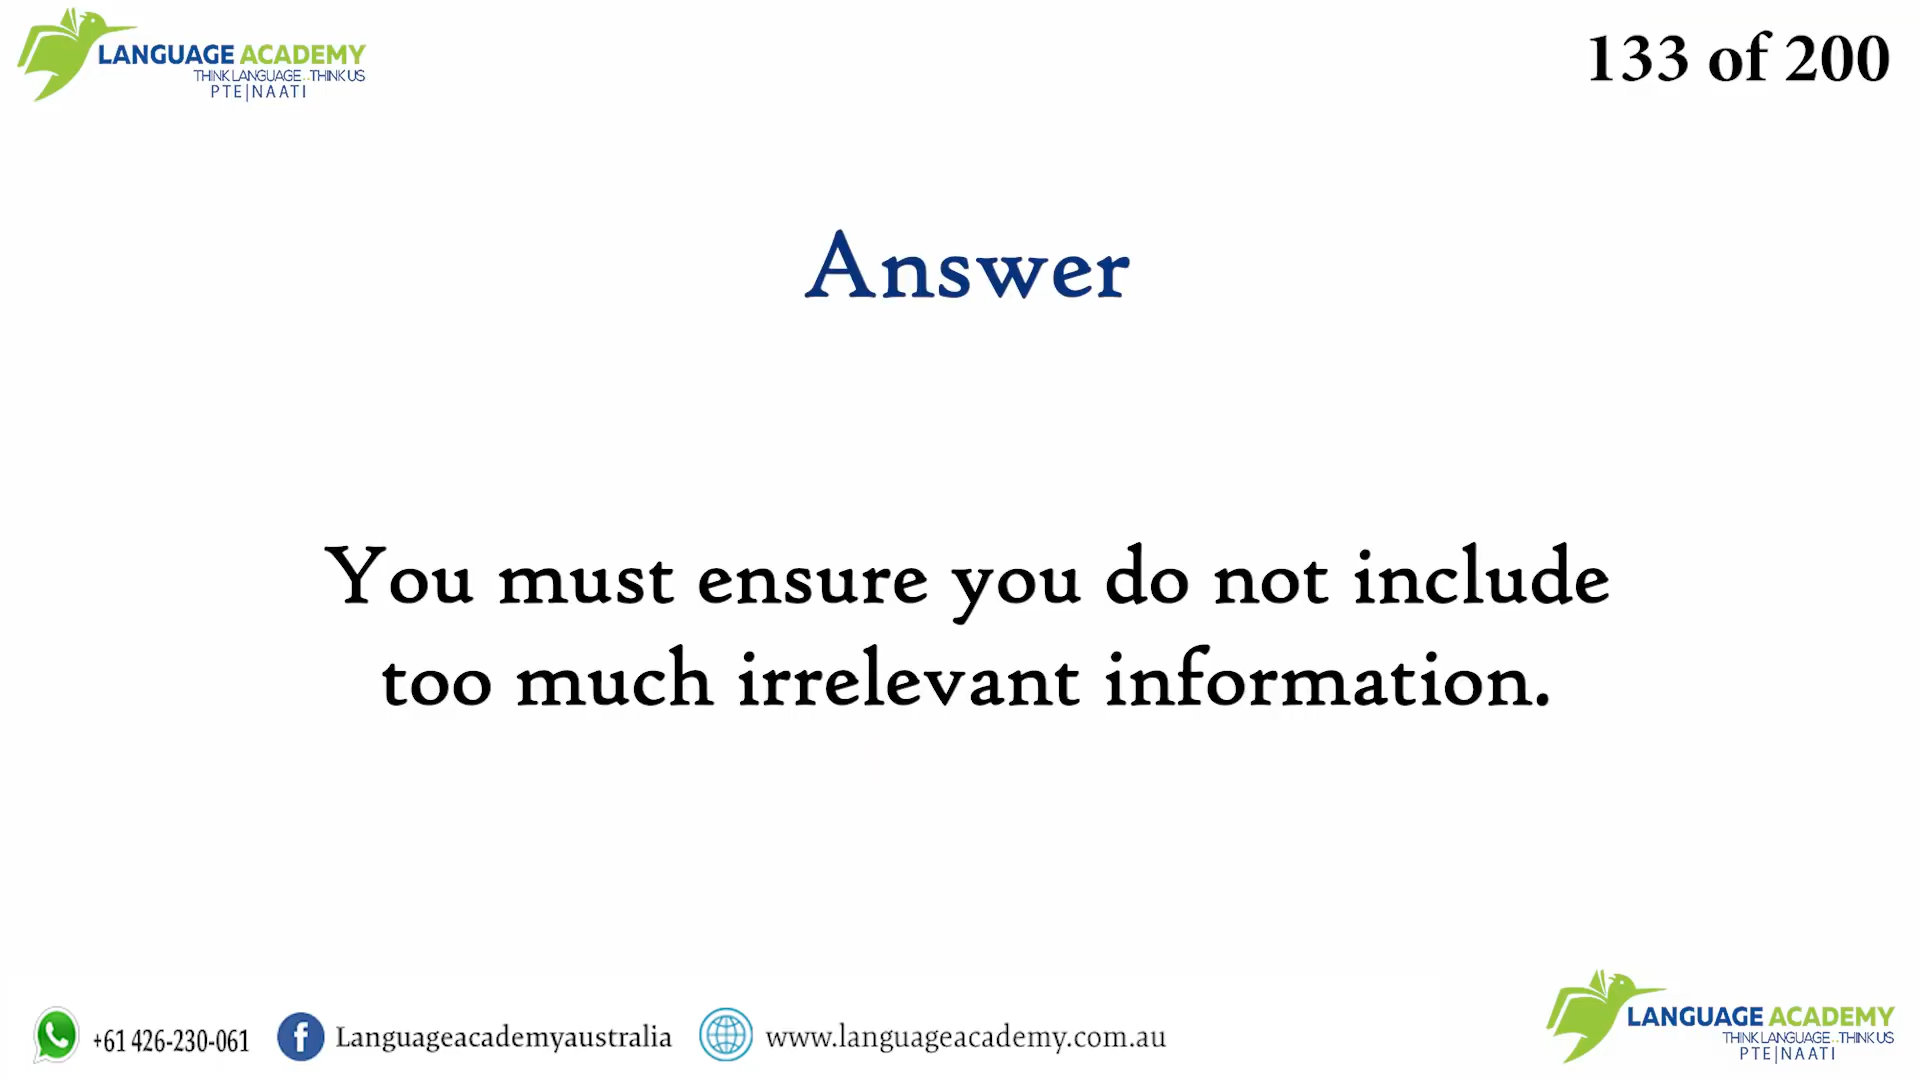 LANGUAGE ACADEMY
THINK LANGUAGE..THINK US
PTE|NAATI
133 of 200
Answer
You must ensure you do not include
too much irrelevant information.
+61 426-230-061
Languageacademyaustralia
www.languageacademy.com.au
LANGUAGE ACADEMY
THINK LANGUAGE..THINK US
PTE|NAATI